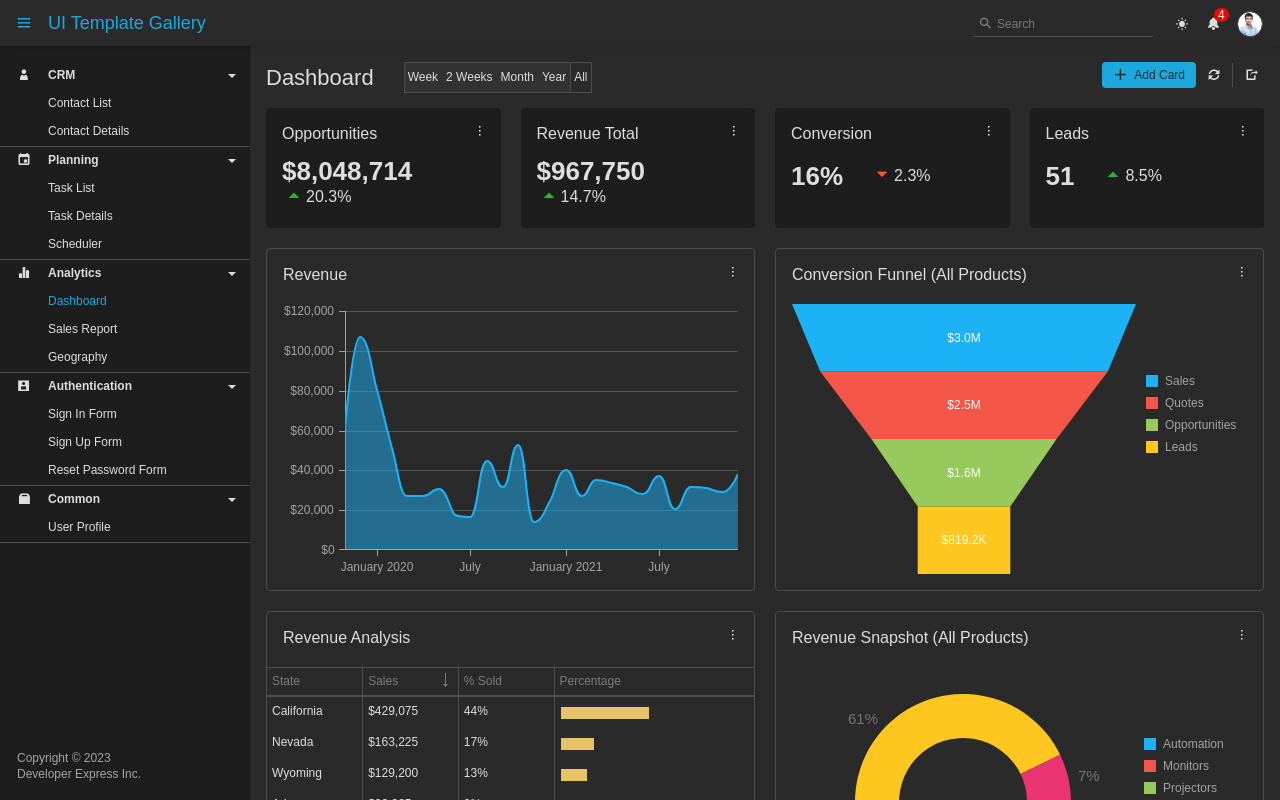 UI Template Gallery
Search
4
CRM
Contact List
Contact Details
Planning
Task List
Task Details
Scheduler
Analytics
Dashboard
Sales Report
Geography
Authentication
Sign In Form
Sign Up Form
Reset Password Form
Common
User Profile
Copyright © 2023
Developer Express Inc.
Dashboard
Week 2 Weeks Month Year All
Add Card
Opportunities
$8,048,714
20.3%
Revenue Total
$967,750
14.7%
Conversion
16% 2.3%
Leads
51 8.5%
Revenue
$120,000
$100,000
$80,000
$60,000
$40,000
$20,000
$0
January 2020 July January 2021 July
Conversion Funnel (All Products)
$3.0M
$2.5M
$1.6M
$819.2K
Sales
Quotes
Opportunities
Leads
Revenue Analysis
State Sales % Sold Percentage
California $429,075 44%
Nevada $163,225 17%
Wyoming $129,200 13%
Revenue Snapshot (All Products)
61%
7%
Automation
Monitors
Projectors